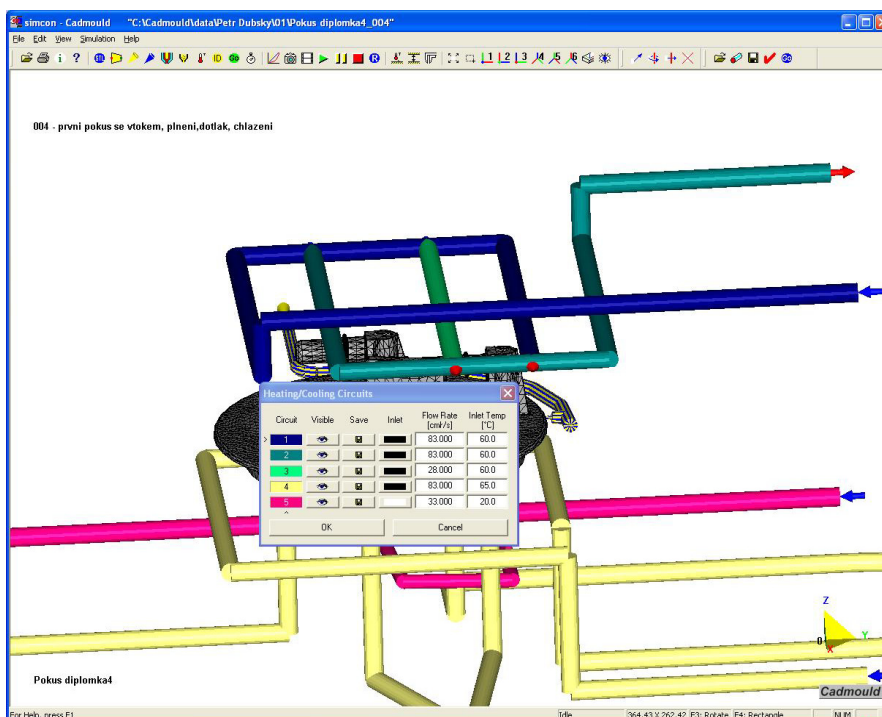 simcon - Cadmould "C:\Cadmould\data\Petr Dubsky\01\Pokus diplomka4_004"
File Edit View Simulation Help
004 - prvni pokus se vtokem, plneni,dotlak, chlazeni
Heating/Cooling Circuits
Circuit Visible Save Inlet Flow Rate [cm³/s] Inlet Temp [°C]
> 1 83.000 60.0
2 83.000 60.0
3 28.000 60.0
4 83.000 65.0
5 33.000 20.0
OK Cancel
Z
Y
0
X
Pokus diplomka4
Cadmould
For Help, press F1 Idle 364.43 X 262.42 F3: Rotate F4: Rectangle NUM